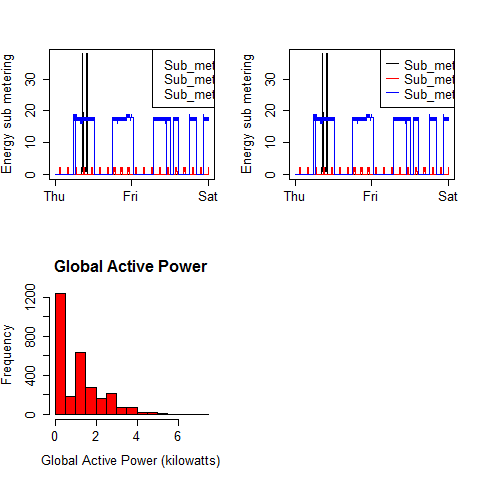 Energy sub metering
0 10 20 30
Thu Fri Sat
Sub_met
Sub_met
Sub_met
Energy sub metering
0 10 20 30
Thu Fri Sat
Sub_met
Sub_met
Sub_met
Global Active Power
Frequency
0 400 800 1200
0 2 4 6
Global Active Power (kilowatts)